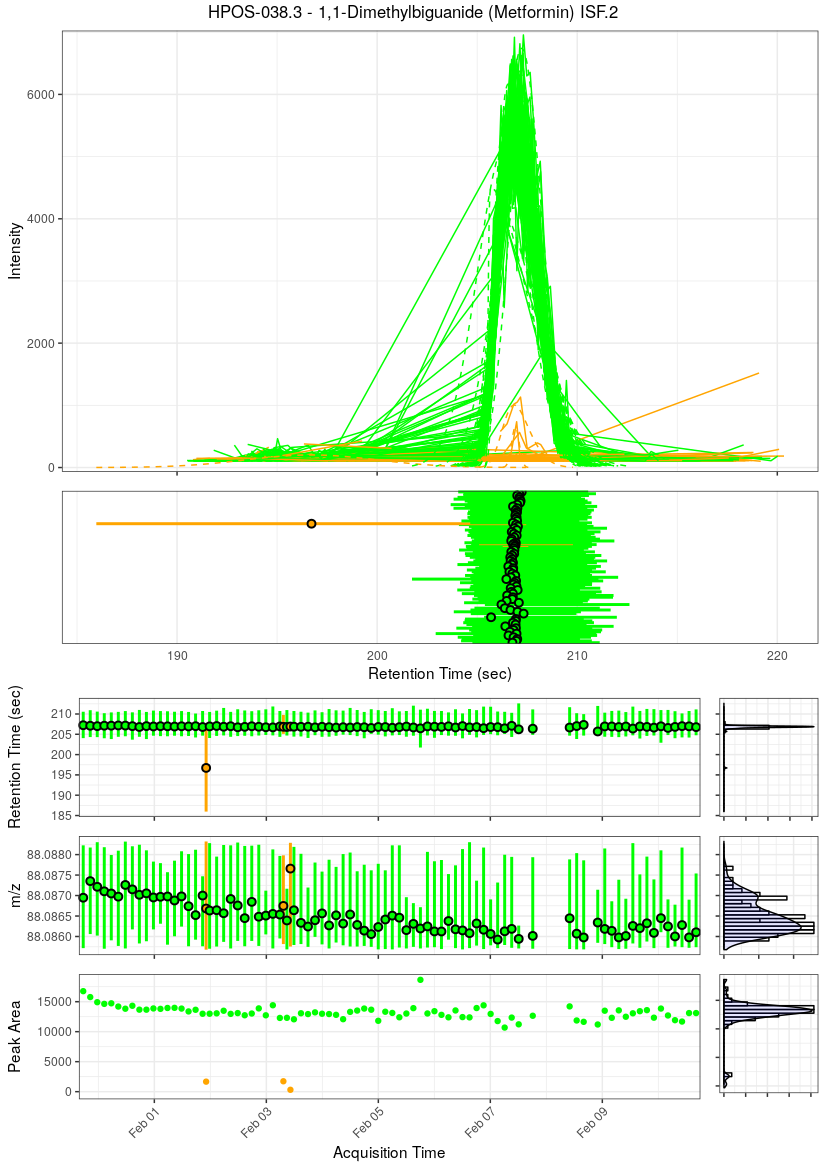 HPOS-038.3 - 1,1-Dimethylbiguanide (Metformin) ISF.2
Intensity
6000
4000
2000
0
190
200
210
220
Retention Time (sec)
Retention Time (sec)
210
205
200
195
190
185
m/z
88.0880
88.0875
88.0870
88.0865
88.0860
Peak Area
15000
10000
5000
0
Feb 01
Feb 03
Feb 05
Feb 07
Feb 09
Acquisition Time